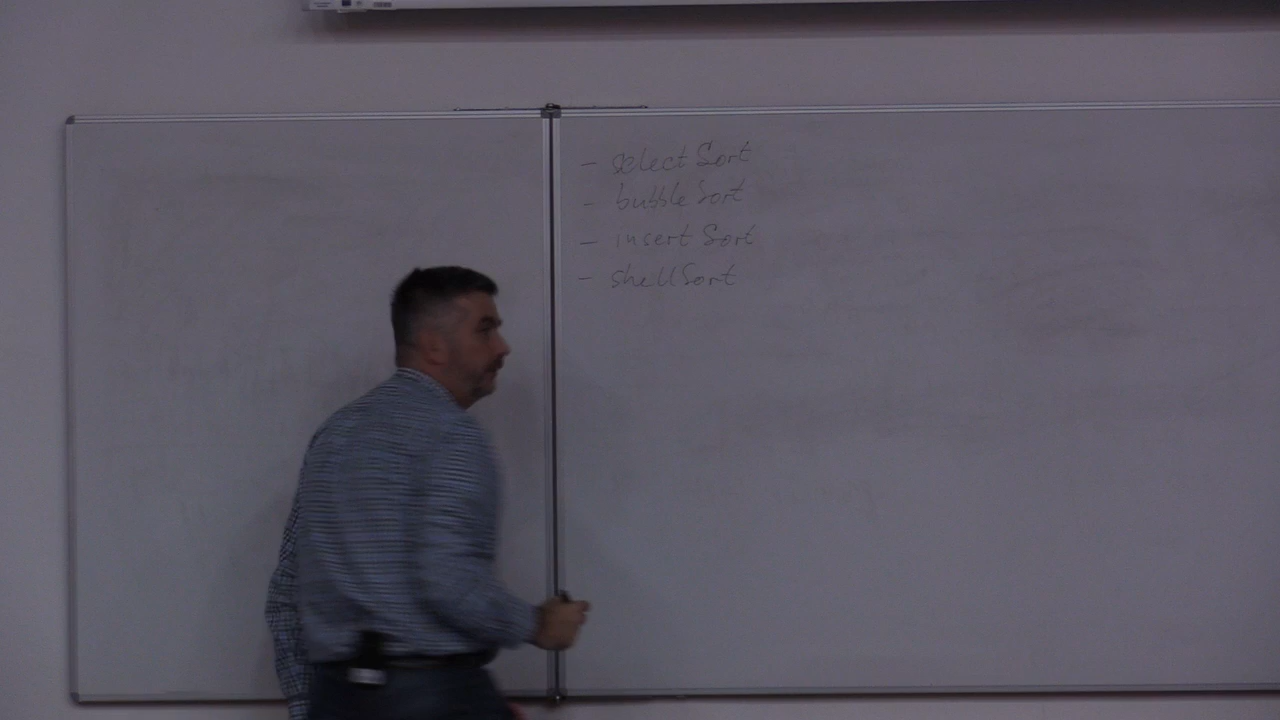 - select Sort
- bubble Sort
- insert Sort
- shellSort